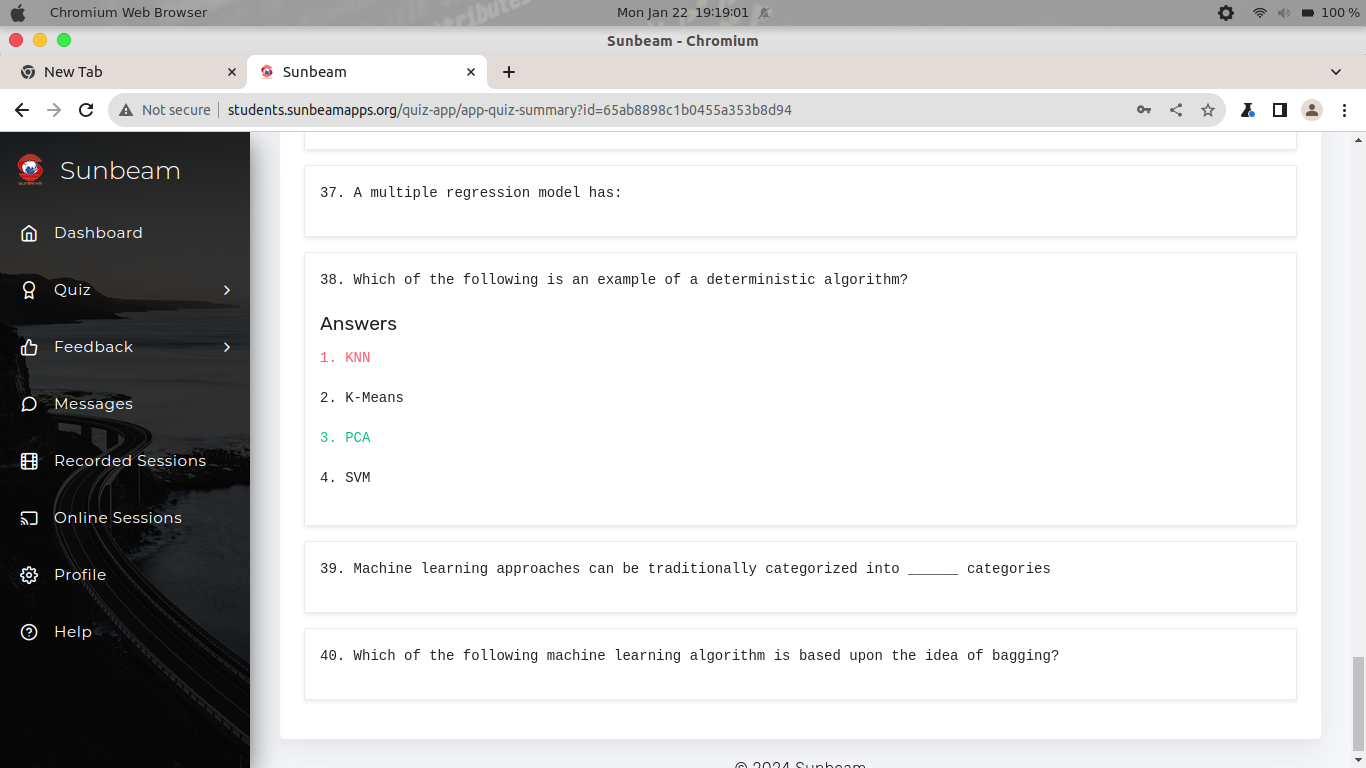 Chromium Web Browser
Mon Jan 22 19:19:01
100 %
Sunbeam - Chromium
New Tab
Sunbeam
Not secure
students.sunbeamapps.org/quiz-app/app-quiz-summary?id=65ab8898c1b0455a353b8d94
Sunbeam
Dashboard
Quiz
Feedback
Messages
Recorded Sessions
Online Sessions
Profile
Help
37. A multiple regression model has:
38. Which of the following is an example of a deterministic algorithm?
Answers
1. KNN
2. K-Means
3. PCA
4. SVM
39. Machine learning approaches can be traditionally categorized into ______ categories
40. Which of the following machine learning algorithm is based upon the idea of bagging?
© 2024 Sunbeam